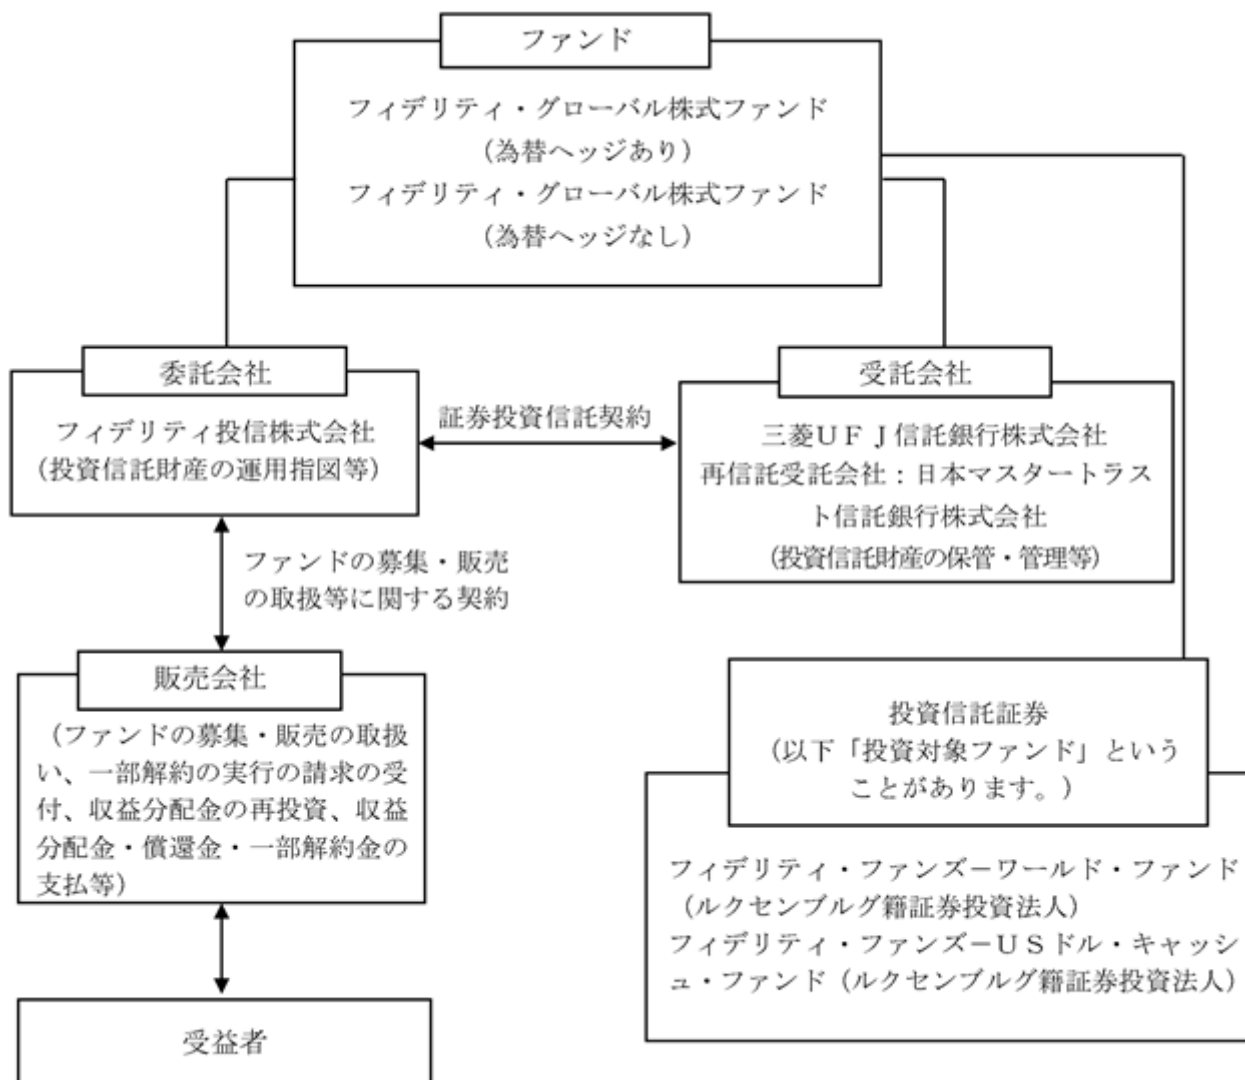 ファンド
フィデリティ・グローバル株式ファンド
(為替ヘッジあり)
フィデリティ・グローバル株式ファンド
(為替ヘッジなし)
委託会社
フィデリティ投信株式会社
(投資信託財産の運用指図等)
証券投資信託契約
受託会社
三菱UFJ信託銀行株式会社
再信託受託会社:日本マスタートラス
ト信託銀行株式会社
(投資信託財産の保管・管理等)
ファンドの募集・販売
の取扱等に関する契約
販売会社
(ファンドの募集・販売の取扱
い、一部解約の実行の請求の受
付、収益分配金の再投資、収益
分配金・償還金・一部解約金の
支払等)
受益者
投資信託証券
(以下「投資対象ファンド」という
ことがあります。)
フィデリティ・ファンズ-ワールド・ファンド
(ルクセンブルグ籍証券投資法人)
フィデリティ・ファンズ-USドル・キャッシ
ュ・ファンド(ルクセンブルグ籍証券投資法人)